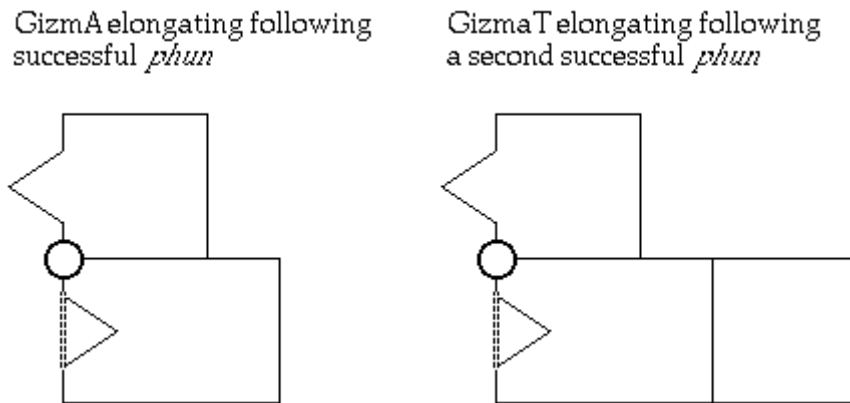 GizmA elongating following
successful phun
GizmaT elongating following
a second successful phun